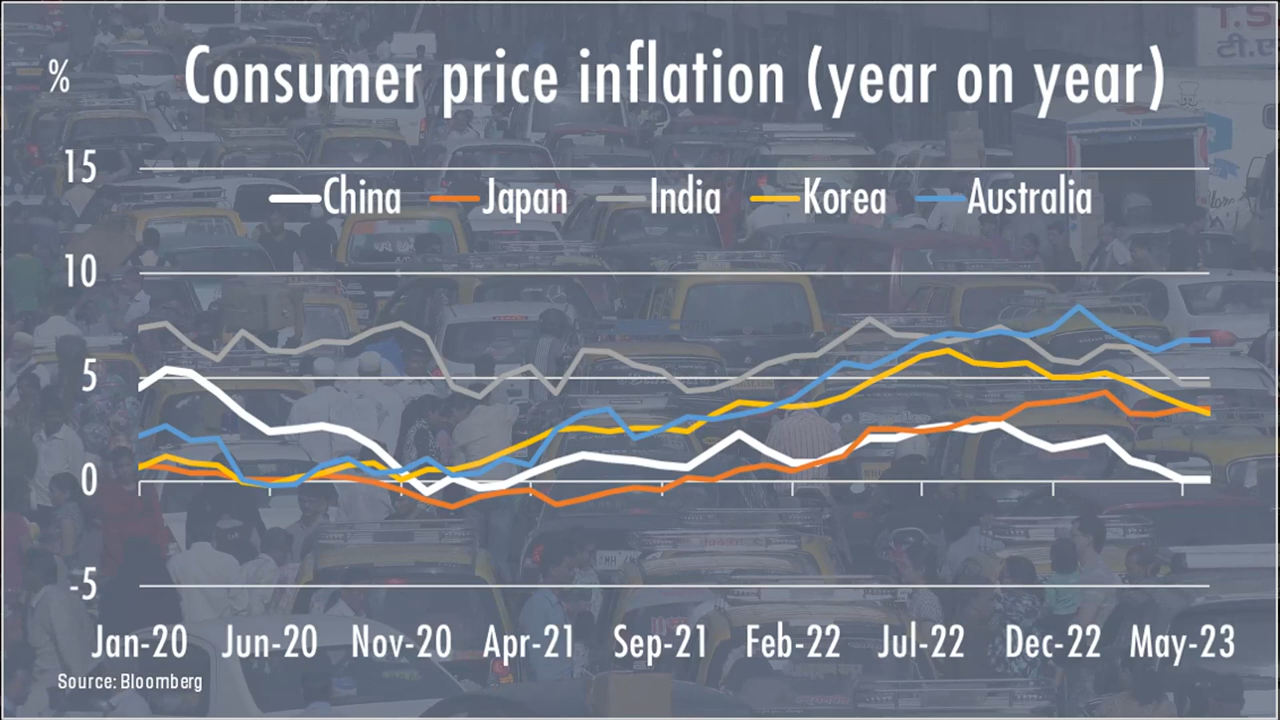 %
Consumer price inflation (year on year)
15
China Japan India Korea Australia
10
5
0
-5
Jan-20 Jun-20 Nov-20 Apr-21 Sep-21 Feb-22 Jul-22 Dec-22 May-23
Source: Bloomberg
T.S
टी.ए